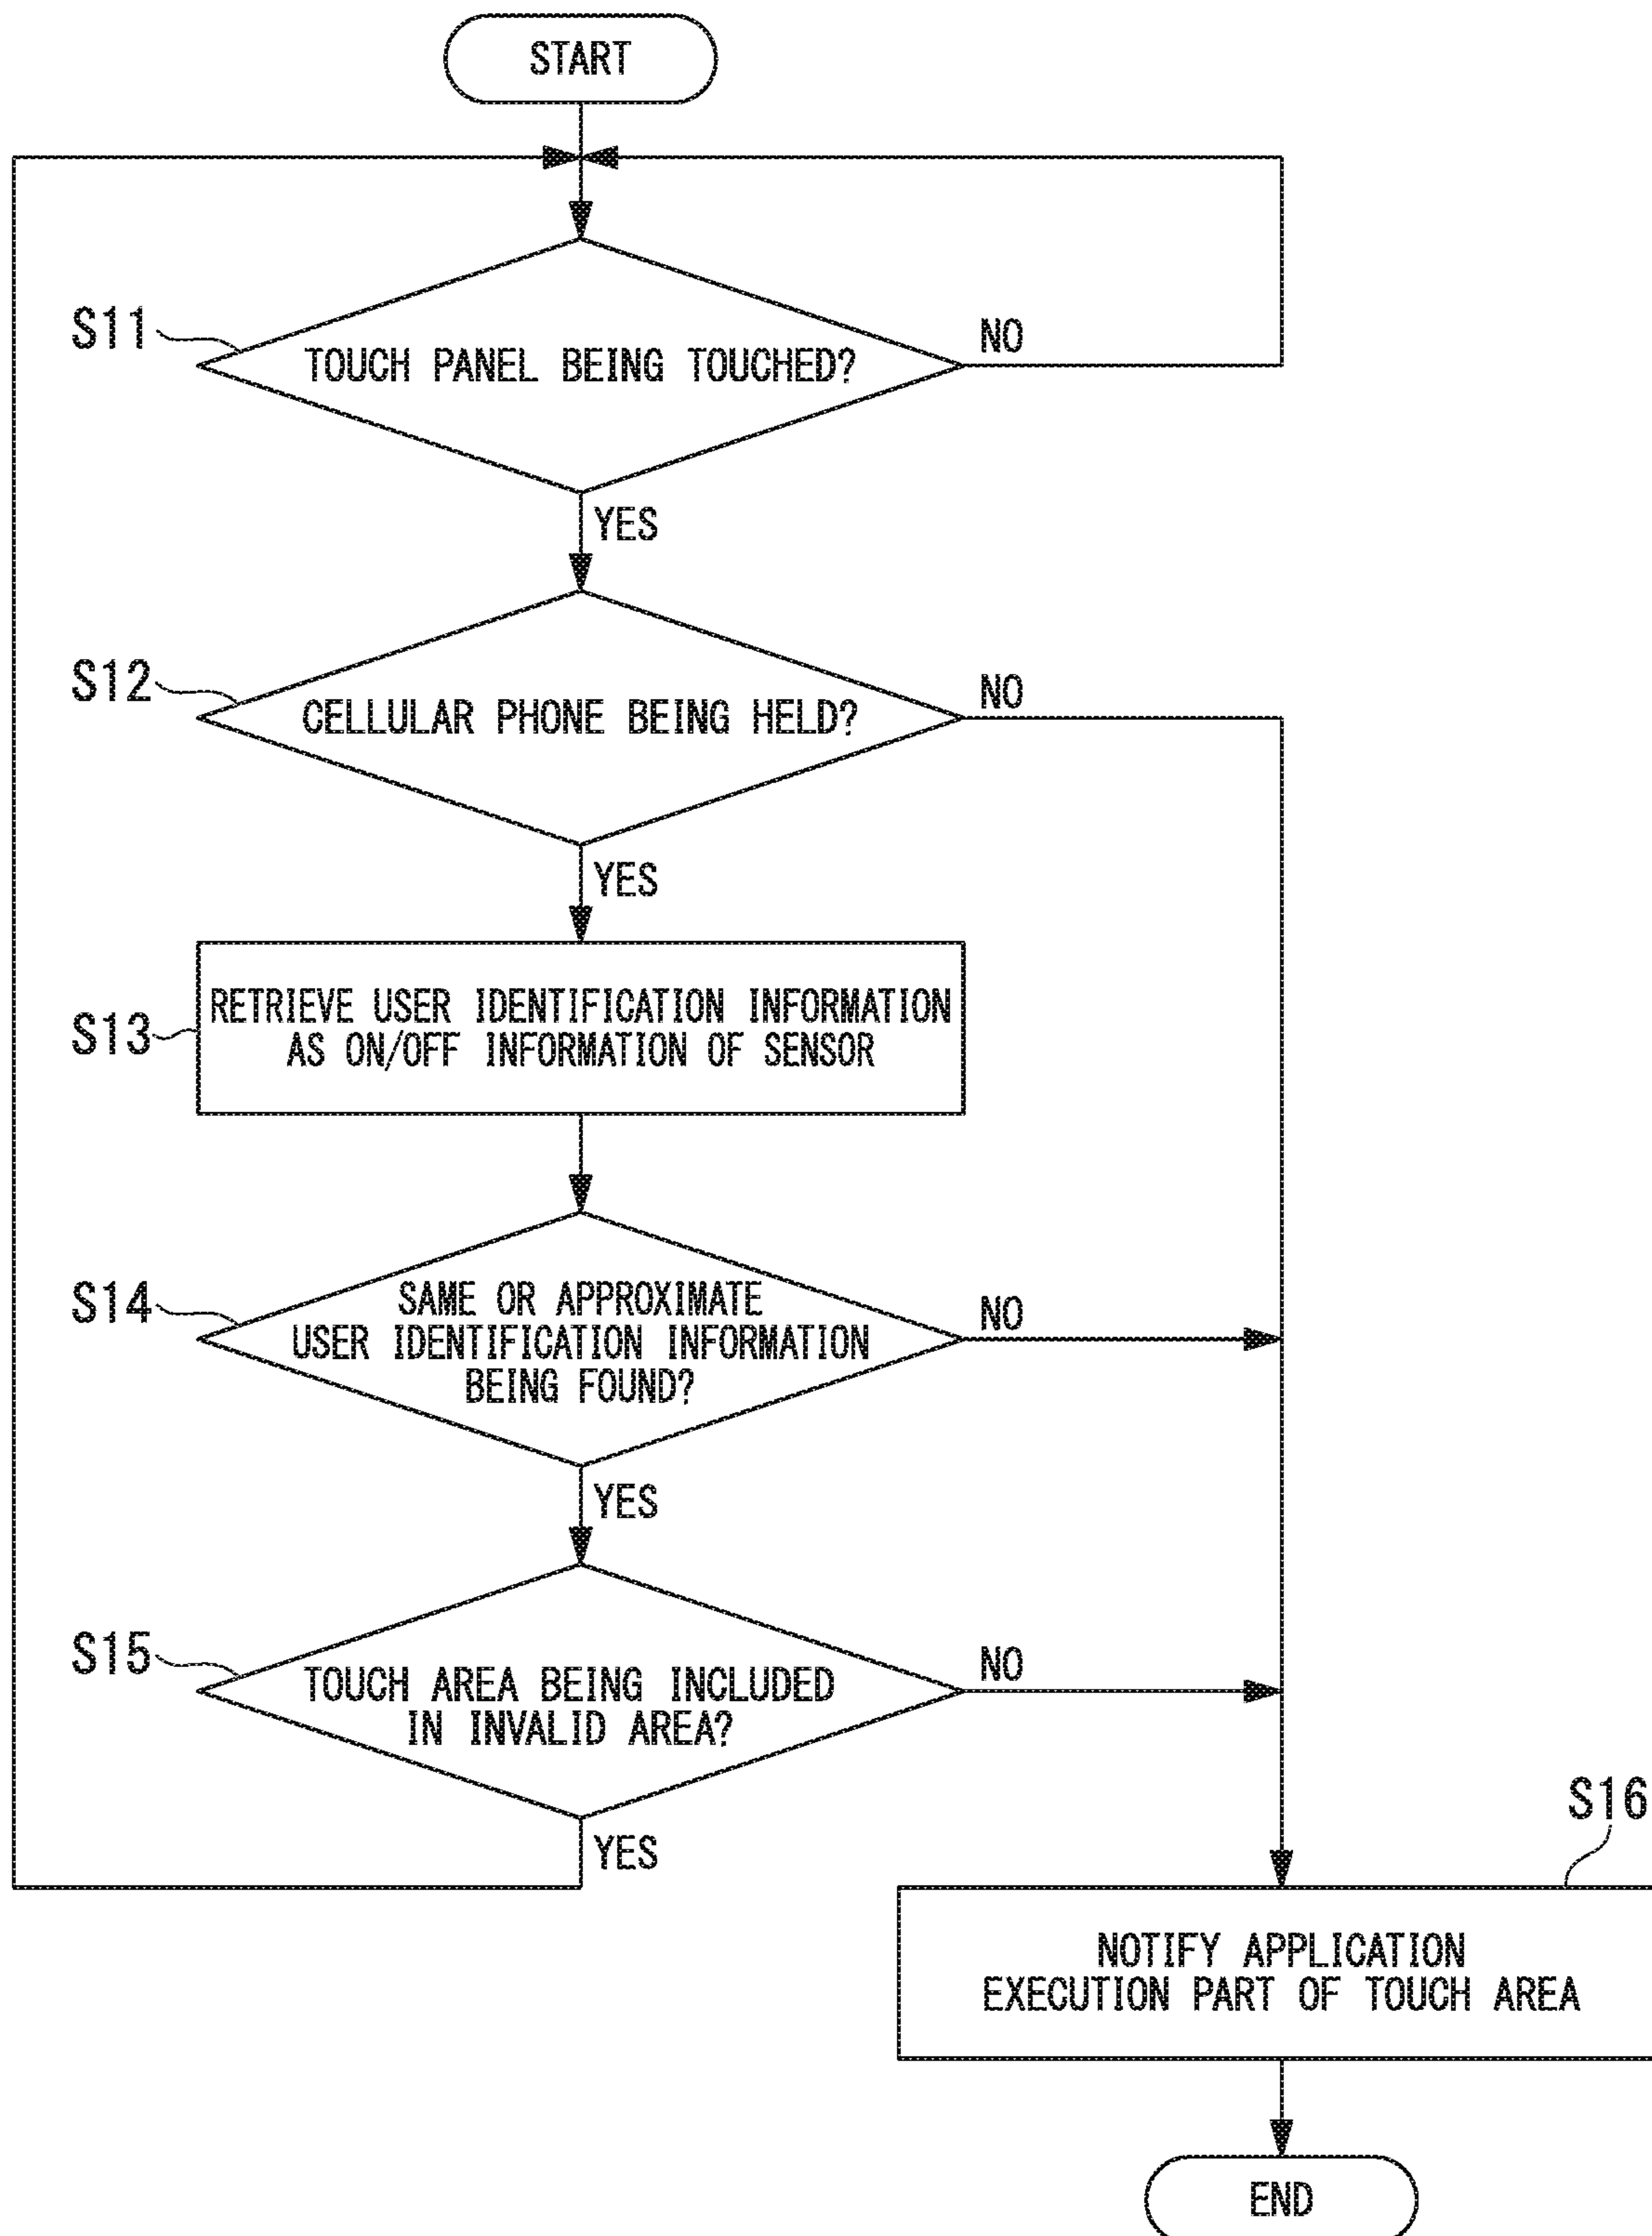 START
S11
TOUCH PANEL BEING TOUCHED?
NO
YES
S12
CELLULAR PHONE BEING HELD?
NO
YES
S13
RETRIEVE USER IDENTIFICATION INFORMATION
AS ON/OFF INFORMATION OF SENSOR
S14
SAME OR APPROXIMATE
USER IDENTIFICATION INFORMATION
BEING FOUND?
NO
YES
S15
TOUCH AREA BEING INCLUDED
IN INVALID AREA?
NO
YES
S16
NOTIFY APPLICATION
EXECUTION PART OF TOUCH AREA
END